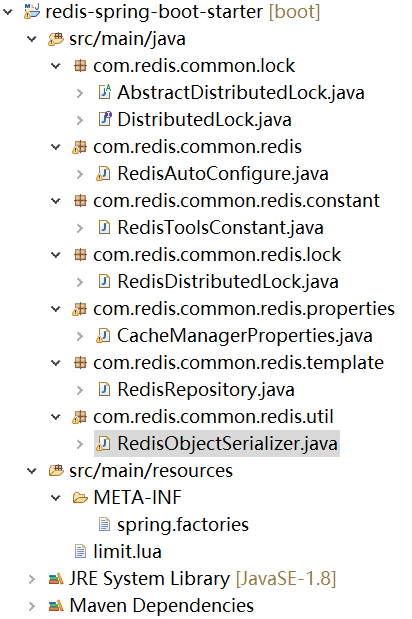 redis-spring-boot-starter [boot]
src/main/java
com.redis.common.lock
AbstractDistributedLock.java
DistributedLock.java
com.redis.common.redis
RedisAutoConfigure.java
com.redis.common.redis.constant
RedisToolsConstant.java
com.redis.common.redis.lock
RedisDistributedLock.java
com.redis.common.redis.properties
CacheManagerProperties.java
com.redis.common.redis.template
RedisRepository.java
com.redis.common.redis.util
RedisObjectSerializer.java
src/main/resources
META-INF
spring.factories
limit.lua
JRE System Library [JavaSE-1.8]
Maven Dependencies